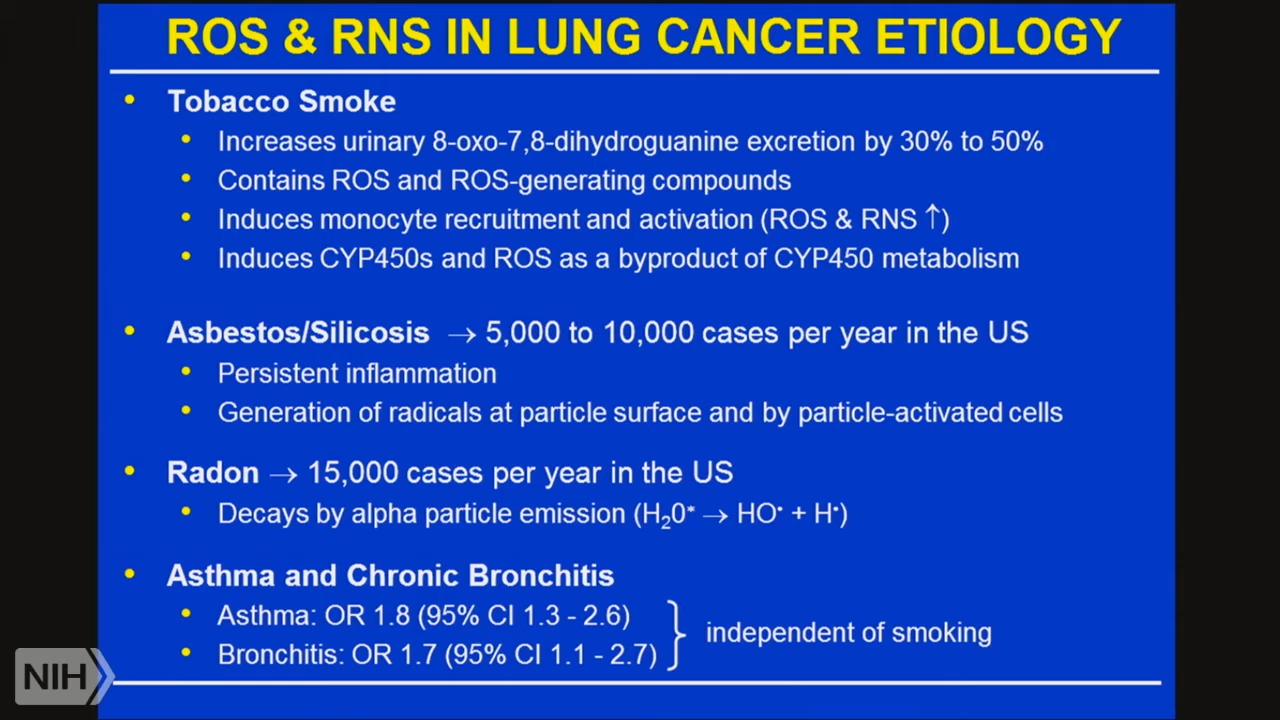 ROS & RNS IN LUNG CANCER ETIOLOGY
• Tobacco Smoke
• Increases urinary 8-oxo-7,8-dihydroguanine excretion by 30% to 50%
• Contains ROS and ROS-generating compounds
• Induces monocyte recruitment and activation (ROS & RNS ↑)
• Induces CYP450s and ROS as a byproduct of CYP450 metabolism
• Asbestos/Silicosis → 5,000 to 10,000 cases per year in the US
• Persistent inflammation
• Generation of radicals at particle surface and by particle-activated cells
• Radon → 15,000 cases per year in the US
• Decays by alpha particle emission (H₂0* → HO• + H•)
• Asthma and Chronic Bronchitis
• Asthma: OR 1.8 (95% CI 1.3 - 2.6)
• Bronchitis: OR 1.7 (95% CI 1.1 - 2.7)
independent of smoking
NIH